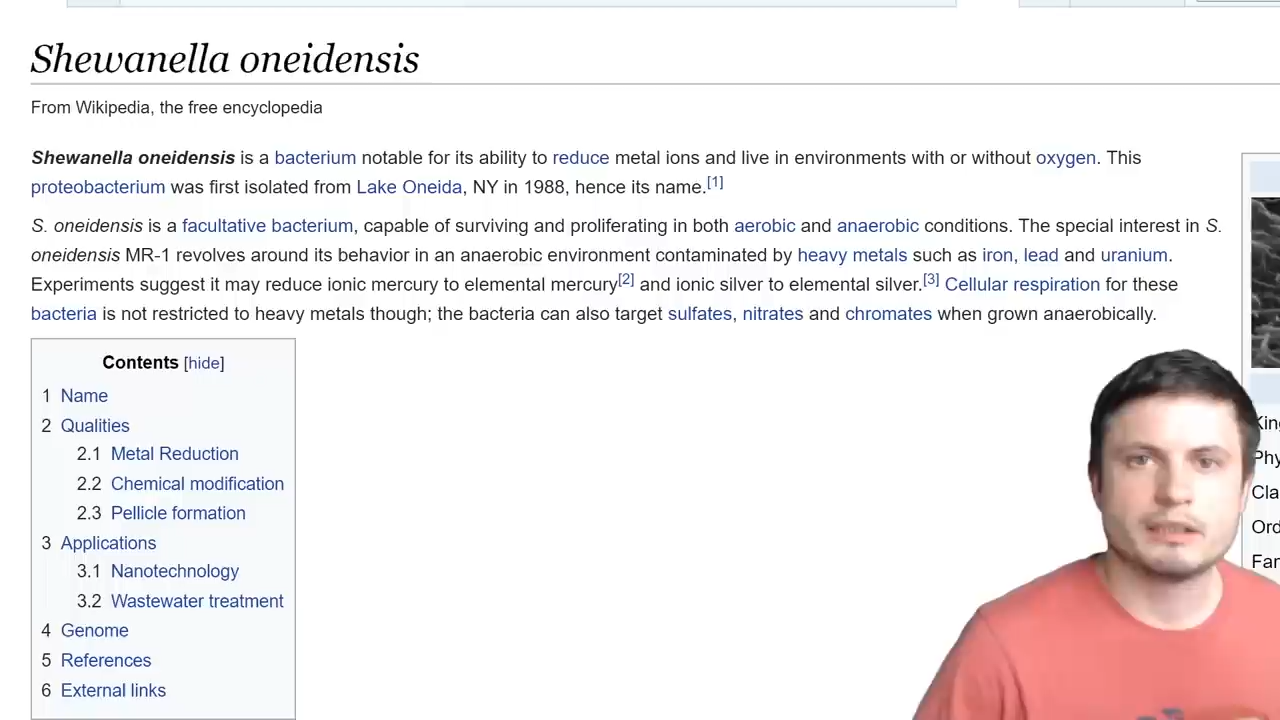 Shewanella oneidensis
From Wikipedia, the free encyclopedia
Shewanella oneidensis is a bacterium notable for its ability to reduce metal ions and live in environments with or without oxygen. This
proteobacterium was first isolated from Lake Oneida, NY in 1988, hence its name.[1]
S. oneidensis is a facultative bacterium, capable of surviving and proliferating in both aerobic and anaerobic conditions. The special interest in S.
oneidensis MR-1 revolves around its behavior in an anaerobic environment contaminated by heavy metals such as iron, lead and uranium.
Experiments suggest it may reduce ionic mercury to elemental mercury[2] and ionic silver to elemental silver.[3] Cellular respiration for these
bacteria is not restricted to heavy metals though; the bacteria can also target sulfates, nitrates and chromates when grown anaerobically.
Contents [hide]
1 Name
2 Qualities
2.1 Metal Reduction
2.2 Chemical modification
2.3 Pellicle formation
3 Applications
3.1 Nanotechnology
3.2 Wastewater treatment
4 Genome
5 References
6 External links
Phy
Cla
Ord